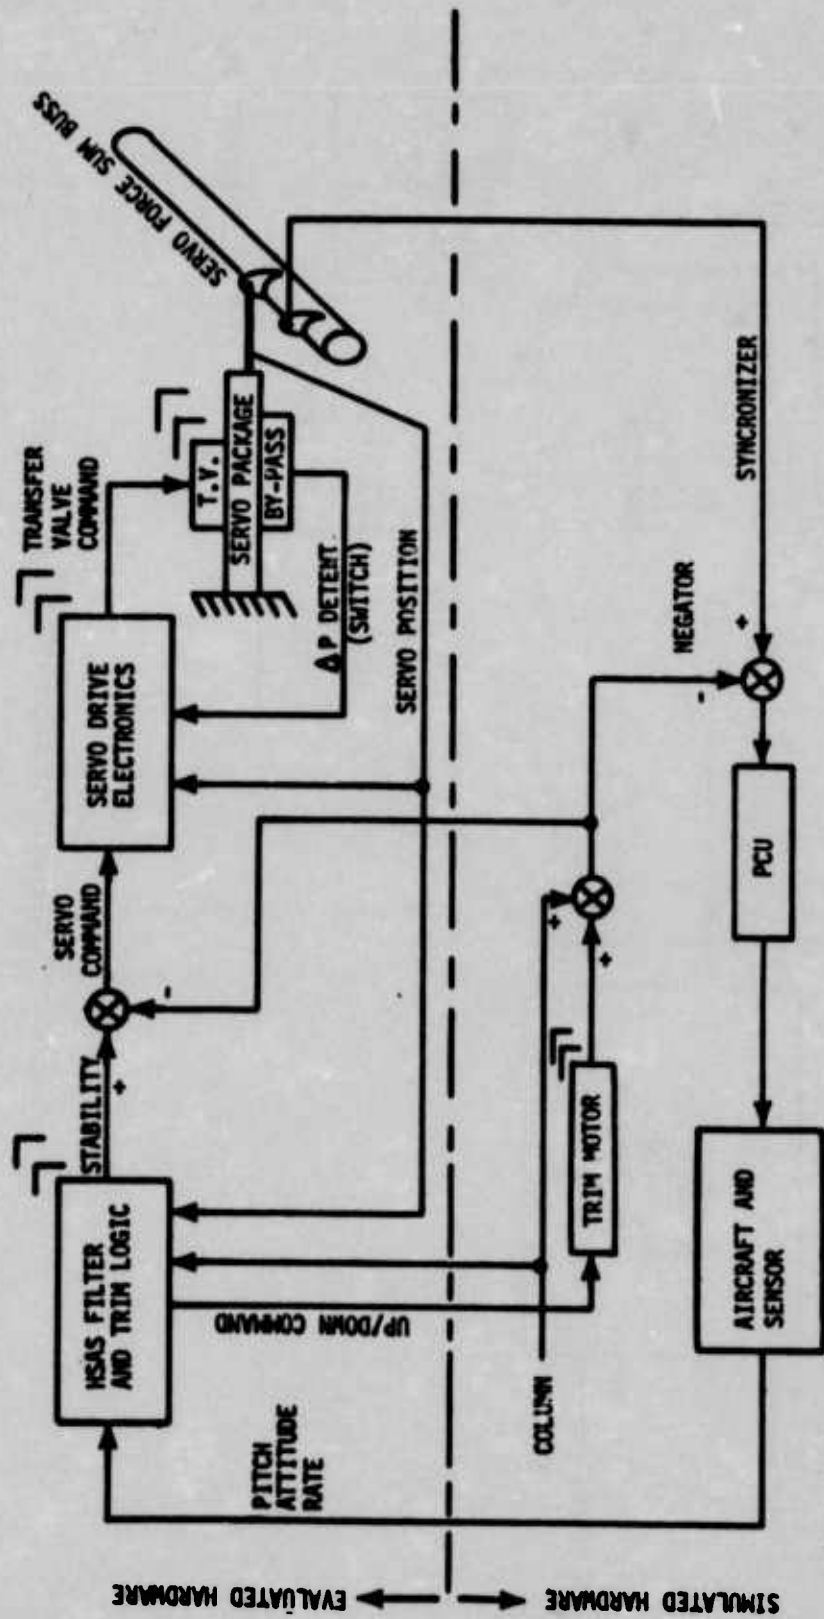 SERVO FORCE SUM BUSS
TRANSFER
VALVE
COMMAND
T.V.
SERVO PACKAGE
BY-PASS
SERVO DRIVE
ELECTRONICS
ΔP DETENT
(SWITCH)
SERVO POSITION
SERVO
COMMAND
-
STABILITY
+
HSAS FILTER
AND TRIM LOGIC
UP/DOWN COMMAND
PITCH
ATTITUDE
RATE
EVALUATED HARDWARE
SIMULATED HARDWARE
COLUMN
TRIM MOTOR
+
+
NEGATOR
-
+
SYNCRONIZER
PCU
AIRCRAFT AND
SENSOR